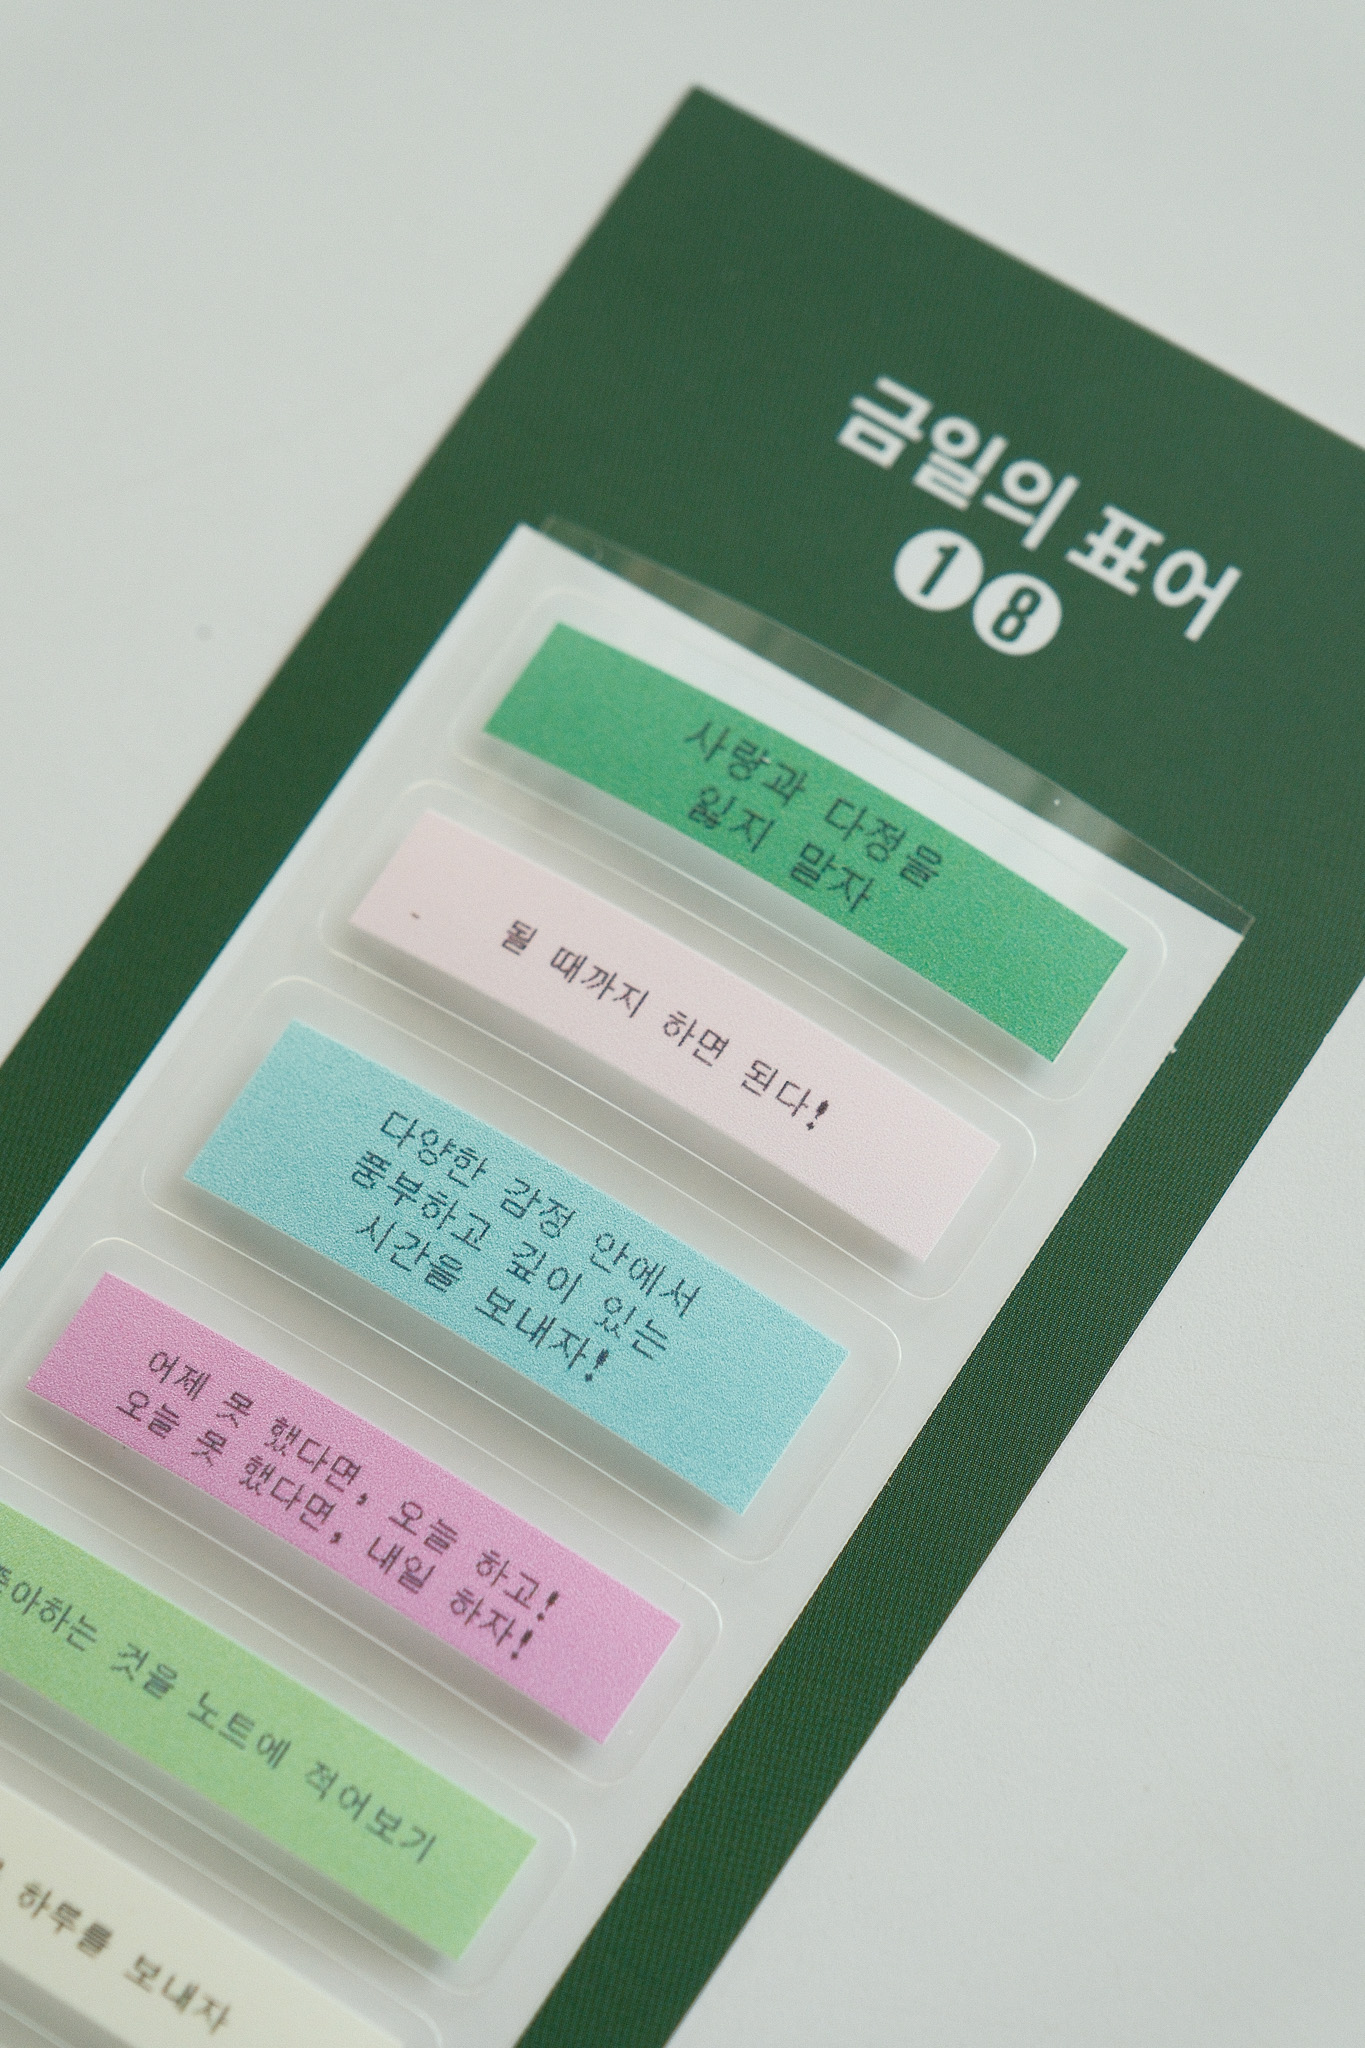 금일의 표어
18
사랑과 다정을
잃지 말자
될 때까지 하면 된다!
다양한 감정 안에서
풍부하고 깊이 있는
시간을 보내자!
어제 못 했다면, 오늘 하고!
오늘 못 했다면, 내일 하자!
좋아하는 것을 노트에 적어보기
하루를 보내자